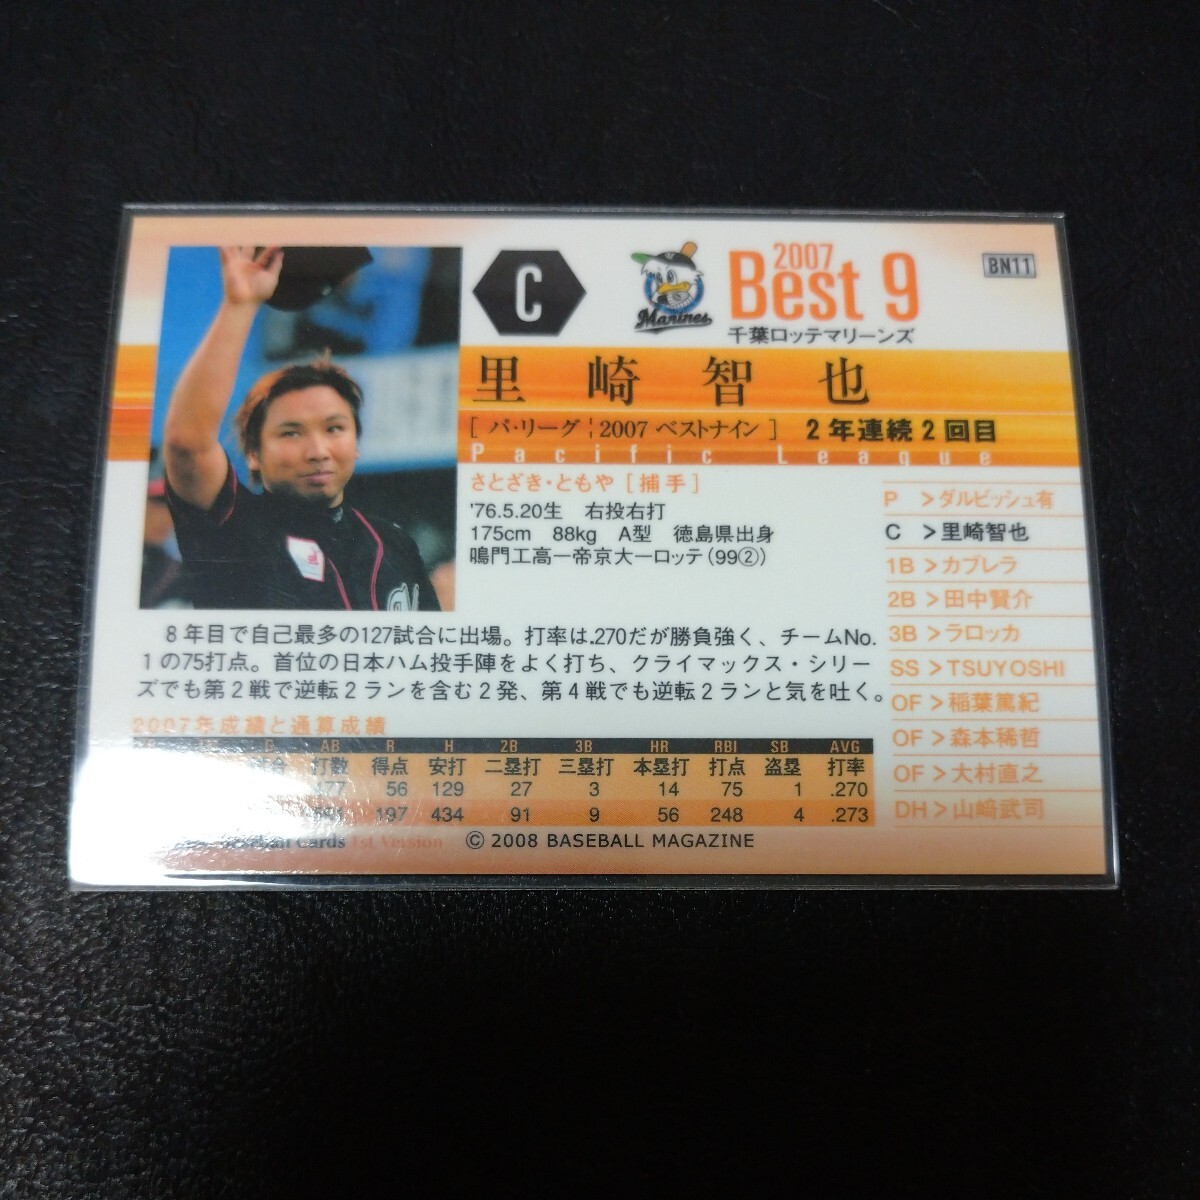 C
Marines
2007
Best 9
BN11
千葉ロッテマリーンズ
里崎智也
[ パ・リーグ ¦ 2007 ベストナイン ] 2年連続2回目
Pacific League
さとざき・ともや [ 捕手 ]
'76.5.20生 右投右打
175cm 88kg A型 徳島県出身
鳴門工高ー帝京大ーロッテ (99②)
P >ダルビッシュ有
C >里崎智也
1B >カブレラ
2B >田中賢介
3B >ラロッカ
SS >TSUYOSHI
OF >稲葉篤紀
OF >森本稀哲
OF >大村直之
DH >山﨑武司
8年目で自己最多の127試合に出場。打率は.270だが勝負強く、チームNo.
1の75打点。首位の日本ハム投手陣をよく打ち、クライマックス・シリー
ズでも第2戦で逆転2ランを含む2発、第4戦でも逆転2ランと気を吐く。
2007年成績と通算成績
G AB R H 2B 3B HR RBI SB AVG
試合 打数 得点 安打 二塁打 三塁打 本塁打 打点 盗塁 打率
477 56 129 27 3 14 75 1 .270
197 434 91 9 56 248 4 .273
Cards 1st Version © 2008 BASEBALL MAGAZINE